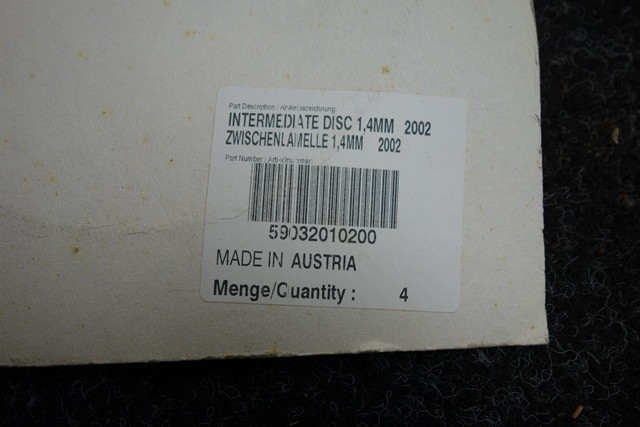 Part Description / Artikelbezeichnung:
INTERMEDIATE DISC 1,4MM 2002
ZWISCHENLAMELLE 1,4MM 2002
Part Number / Artikelnummer:
59032010200
MADE IN AUSTRIA
Menge/Quantity : 4